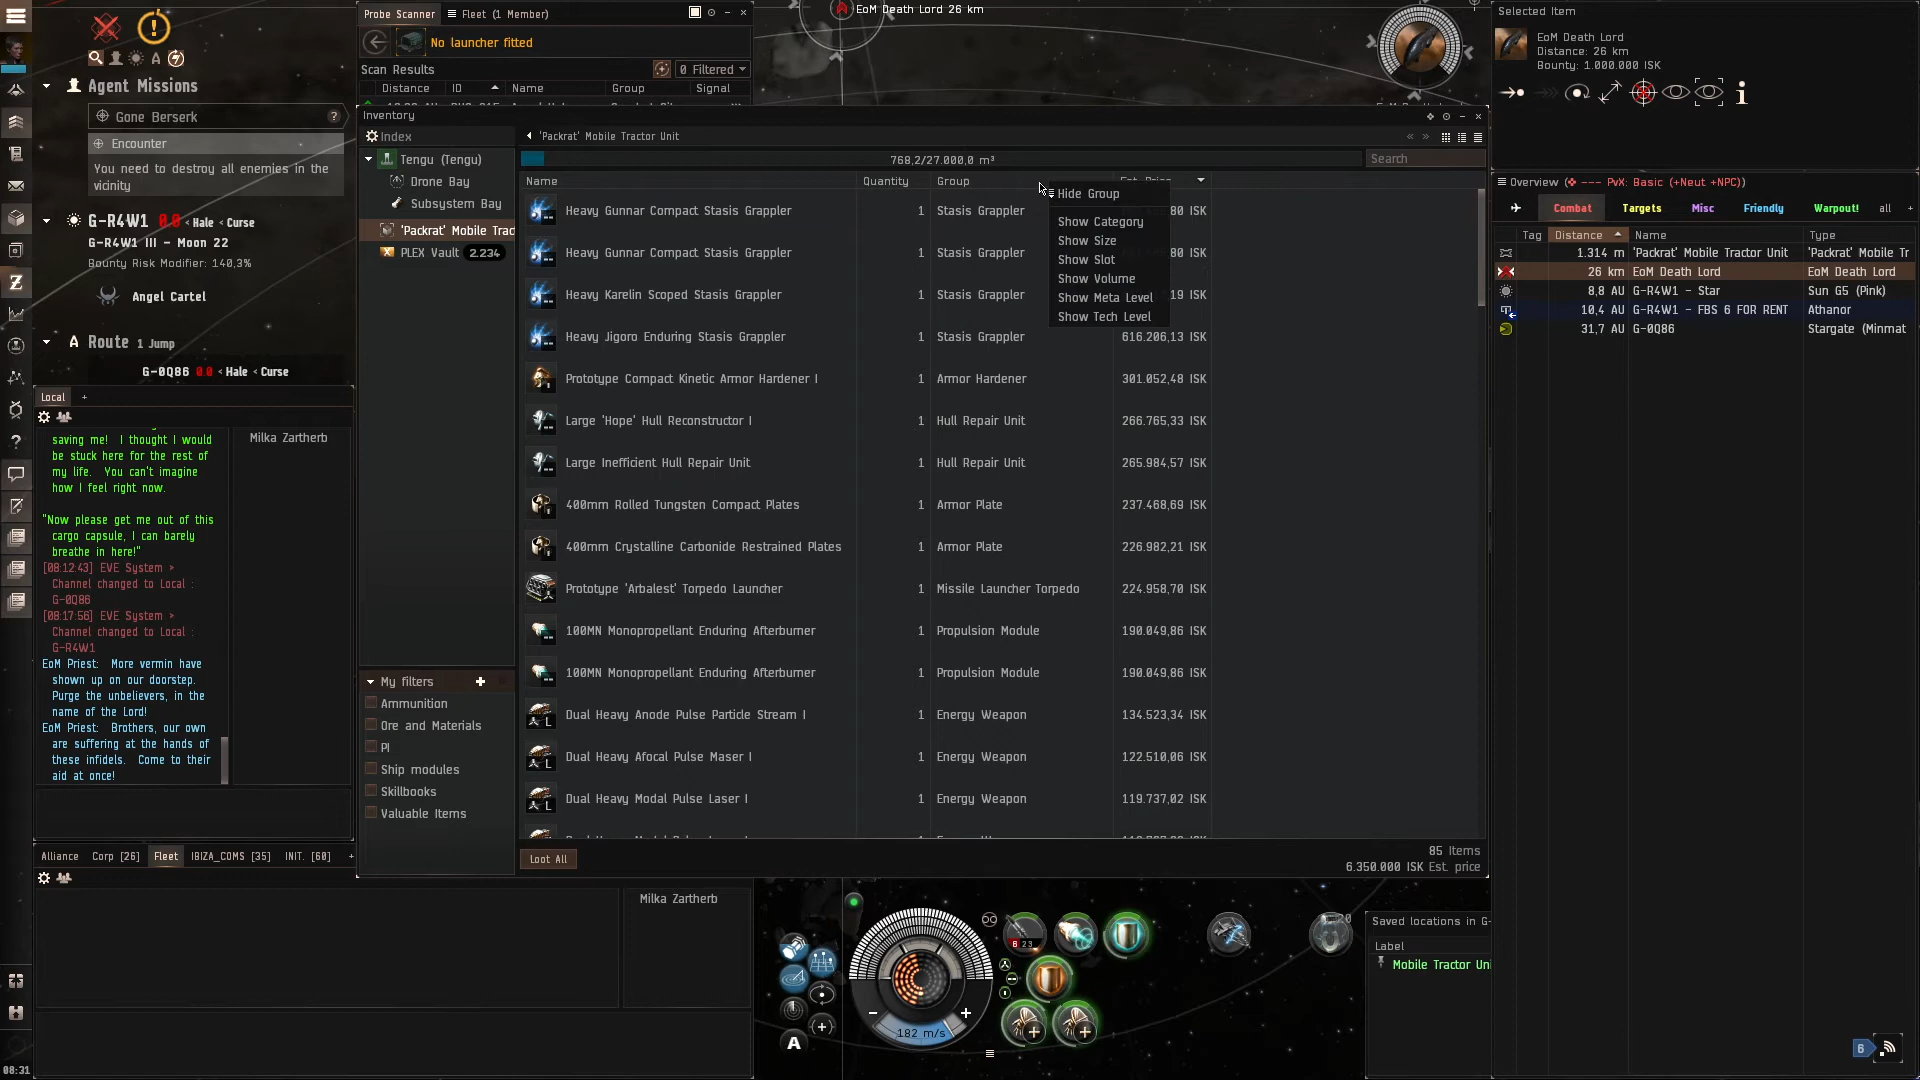 Probe Scanner
Fleet (1 Member)
No launcher fitted
Scan Results
0 Filtered
Distance ID Name Group Signal
EoM Death Lord 26 km
Selected Item
EoM Death Lord
Distance: 26 km
Bounty: 1.000.000 ISK
Agent Missions
Gone Berserk
?
Encounter
You need to destroy all enemies in the
vicinity
G-R4W1 0.0 < Hale < Curse
G-R4W1 III - Moon 22
Bounty Risk Modifier: 140,3%
Angel Cartel
A Route 1 Jump
G-0Q86 0.0 < Hale < Curse
Inventory
Index
Tengu (Tengu)
Drone Bay
Subsystem Bay
'Packrat' Mobile Trac
PLEX Vault 2.234
'Packrat' Mobile Tractor Unit
768,2/27.000,0 m³
Search
Name Quantity Group
Hide Group
Show Category
Show Size
Show Slot
Show Volume
Show Meta Level
Show Tech Level
Heavy Gunnar Compact Stasis Grappler 1 Stasis Grappler 80 ISK
Heavy Gunnar Compact Stasis Grappler 1 Stasis Grappler 80 ISK
Heavy Karelin Scoped Stasis Grappler 1 Stasis Grappler 19 ISK
Heavy Jigoro Enduring Stasis Grappler 1 Stasis Grappler 616.206,13 ISK
Prototype Compact Kinetic Armor Hardener I 1 Armor Hardener 301.052,48 ISK
Large 'Hope' Hull Reconstructor I 1 Hull Repair Unit 266.765,33 ISK
Large Inefficient Hull Repair Unit 1 Hull Repair Unit 265.984,57 ISK
400mm Rolled Tungsten Compact Plates 1 Armor Plate 237.468,69 ISK
400mm Crystalline Carbonide Restrained Plates 1 Armor Plate 226.982,21 ISK
Prototype 'Arbalest' Torpedo Launcher 1 Missile Launcher Torpedo 224.958,70 ISK
100MN Monopropellant Enduring Afterburner 1 Propulsion Module 190.049,86 ISK
100MN Monopropellant Enduring Afterburner 1 Propulsion Module 190.049,86 ISK
Dual Heavy Anode Pulse Particle Stream I 1 Energy Weapon 134.523,34 ISK
Dual Heavy Afocal Pulse Maser I 1 Energy Weapon 122.510,06 ISK
Dual Heavy Modal Pulse Laser I 1 Energy Weapon 119.737,02 ISK
My filters
Ammunition
Ore and Materials
PI
Ship modules
Skillbooks
Valuable Items
Loot All
85 Items
6.350.000 ISK Est. price
Overview (PvX: Basic (+Neut +NPC))
Combat Targets Misc Friendly Warpout! all +
Tag Distance Name Type
1.314 m 'Packrat' Mobile Tractor Unit 'Packrat' Mobile Tr
26 km EoM Death Lord EoM Death Lord
8,8 AU G-R4W1 - Star Sun G5 (Pink)
10,4 AU G-R4W1 - FBS 6 FOR RENT Athanor
31,7 AU G-0Q86 Stargate (Minmat
Local +
Milka Zartherb
saving me! I thought I would
be stuck here for the rest of
my life. You can't imagine
how I feel right now.
"Now please get me out of this
cargo capsule, I can barely
breathe in here!"
[08:12:43] EVE System >
Channel changed to Local :
G-0Q86
[08:17:56] EVE System >
Channel changed to Local :
G-R4W1
EoM Priest: More vermin have
shown up on our doorstep.
Purge the unbelievers, in the
name of the Lord!
EoM Priest: Brothers, our own
are suffering at the hands of
these infidels. Come to their
aid at once!
Alliance Corp [26] Fleet IBIZA_COMS [35] INIT. [60] +
Milka Zartherb
182 m/s
A
23
20
Saved locations in G-
Label
Mobile Tractor Uni
6
08:31